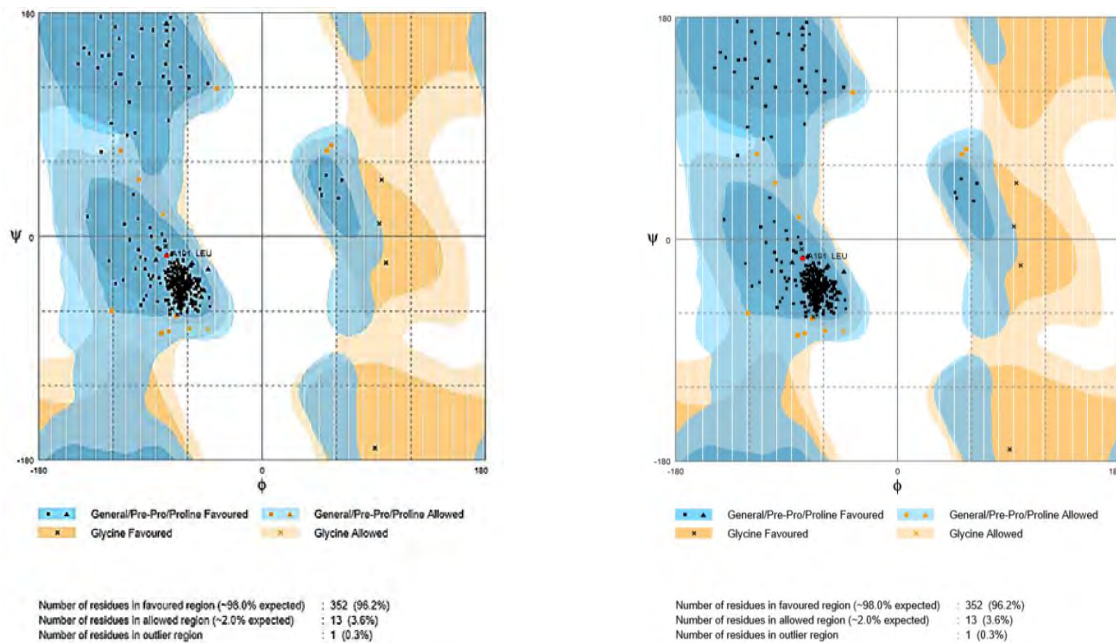 180 180
ψ 0 A191 LEU ψ 0 A191 LEU
-180 -180
-180 0 180 -180 0 180
ϕ ϕ
General/Pre-Pro/Proline Favoured General/Pre-Pro/Proline Allowed General/Pre-Pro/Proline Favoured General/Pre-Pro/Proline Allowed
Glycine Favoured Glycine Allowed Glycine Favoured Glycine Allowed
Number of residues in favoured region (~98.0% expected) : 352 (96.2%) Number of residues in favoured region (~98.0% expected) : 352 (96.2%)
Number of residues in allowed region (~2.0% expected) : 13 (3.6%) Number of residues in allowed region (~2.0% expected) : 13 (3.6%)
Number of residues in outlier region : 1 (0.3%) Number of residues in outlier region : 1 (0.3%)